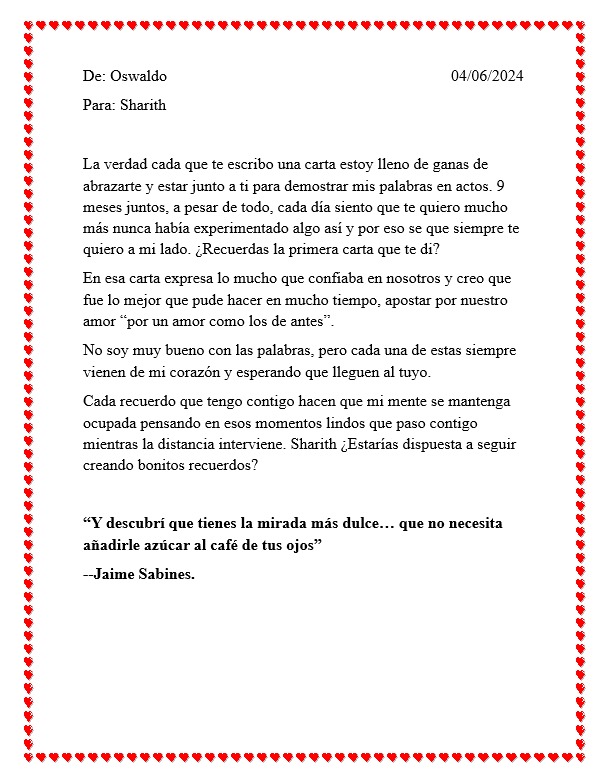 De: Oswaldo 04/06/2024
Para: Sharith
La verdad cada que te escribo una carta estoy lleno de ganas de
abrazarte y estar junto a ti para demostrar mis palabras en actos. 9
meses juntos, a pesar de todo, cada día siento que te quiero mucho
más nunca había experimentado algo así y por eso se que siempre te
quiero a mi lado. ¿Recuerdas la primera carta que te di?
En esa carta expresa lo mucho que confiaba en nosotros y creo que
fue lo mejor que pude hacer en mucho tiempo, apostar por nuestro
amor “por un amor como los de antes”.
No soy muy bueno con las palabras, pero cada una de estas siempre
vienen de mi corazón y esperando que lleguen al tuyo.
Cada recuerdo que tengo contigo hacen que mi mente se mantenga
ocupada pensando en esos momentos lindos que paso contigo
mientras la distancia interviene. Sharith ¿Estarías dispuesta a seguir
creando bonitos recuerdos?
“Y descubrí que tienes la mirada más dulce… que no necesita
añadirle azúcar al café de tus ojos”
--Jaime Sabines.